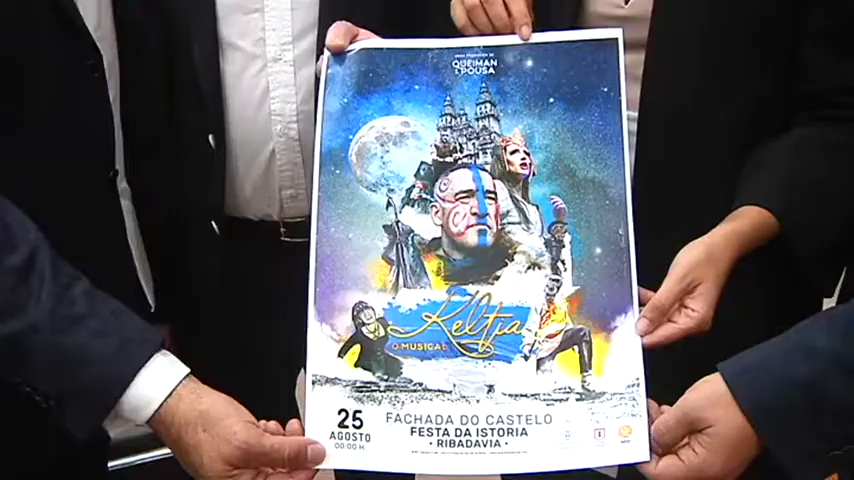 QUEIMAN
E POUSA
Keltia
O MUSICAL
25
AGOSTO
00:00 H
FACHADA DO CASTELO
FESTA DA ISTORIA
• RIBADAVIA •